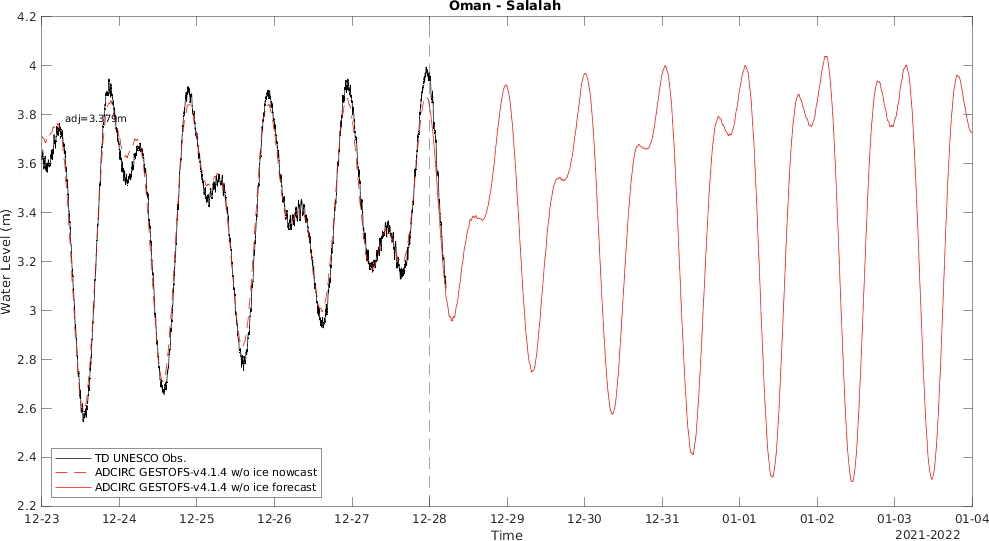 Oman - Salalah
4.2
4
3.8
3.6
3.4
3.2
3
2.8
2.6
2.4
2.2
Water Level (m)
adj=3.379m
TD UNESCO Obs.
ADCIRC GESTOFS-v4.1.4 w/o ice nowcast
ADCIRC GESTOFS-v4.1.4 w/o ice forecast
12-23 12-24 12-25 12-26 12-27 12-28 12-29 12-30 12-31 01-01 01-02 01-03 01-04
Time
2021-2022